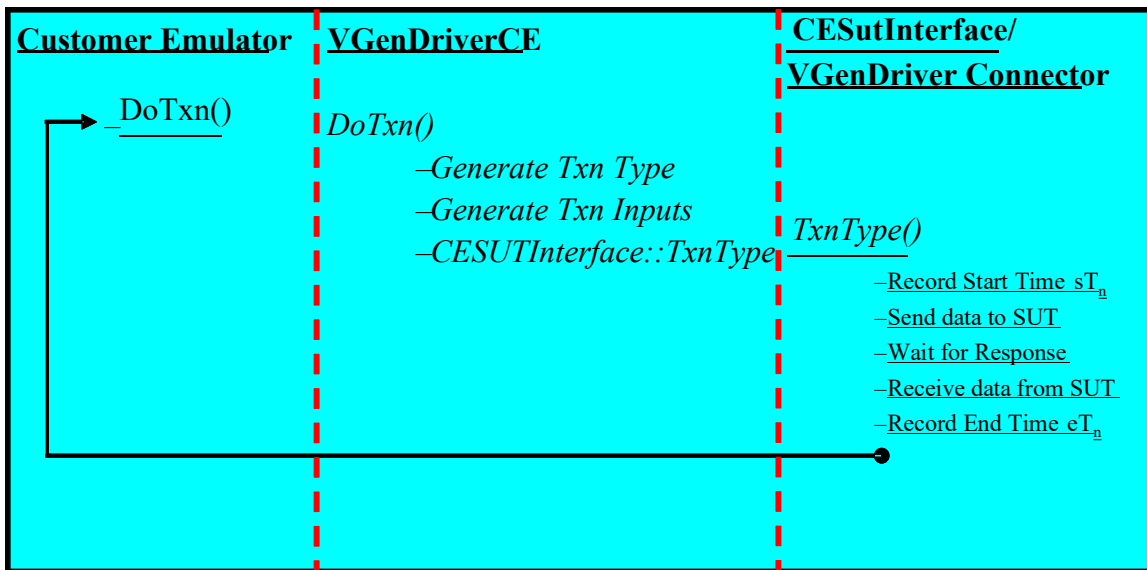 Customer Emulator
VGenDriverCE
CESutInterface/
VGenDriver Connector
–DoTxn()
DoTxn()
–Generate Txn Type
–Generate Txn Inputs
–CESUTInterface::TxnType
TxnType()
–Record Start Time sTn
–Send data to SUT
–Wait for Response
–Receive data from SUT
–Record End Time eTn